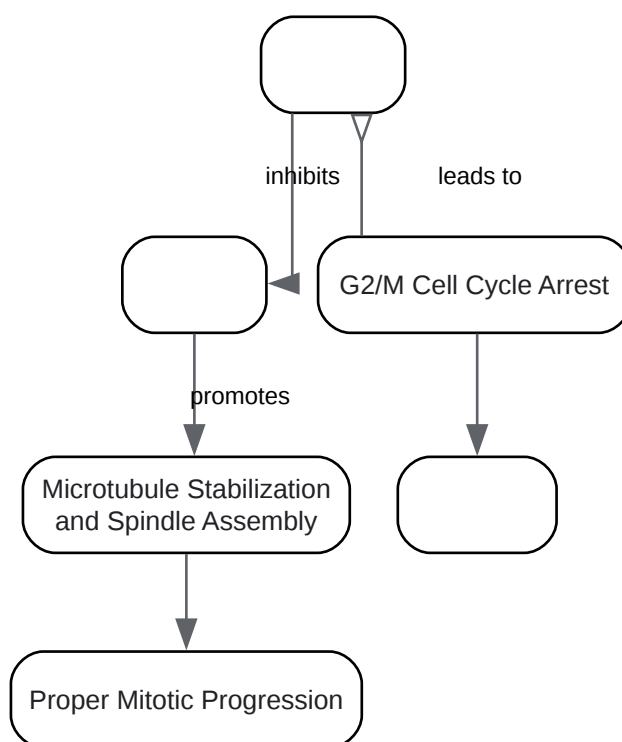 inhibits
leads to
G2/M Cell Cycle Arrest
promotes
Microtubule Stabilization
and Spindle Assembly
Proper Mitotic Progression